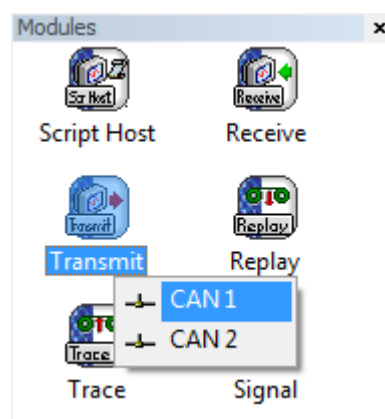 Modules
x
Scr Host
Receive
Script Host
Receive
Transmit
Replay
Transmit
Replay
CAN 1
CAN 2
Trace
Trace
Signal